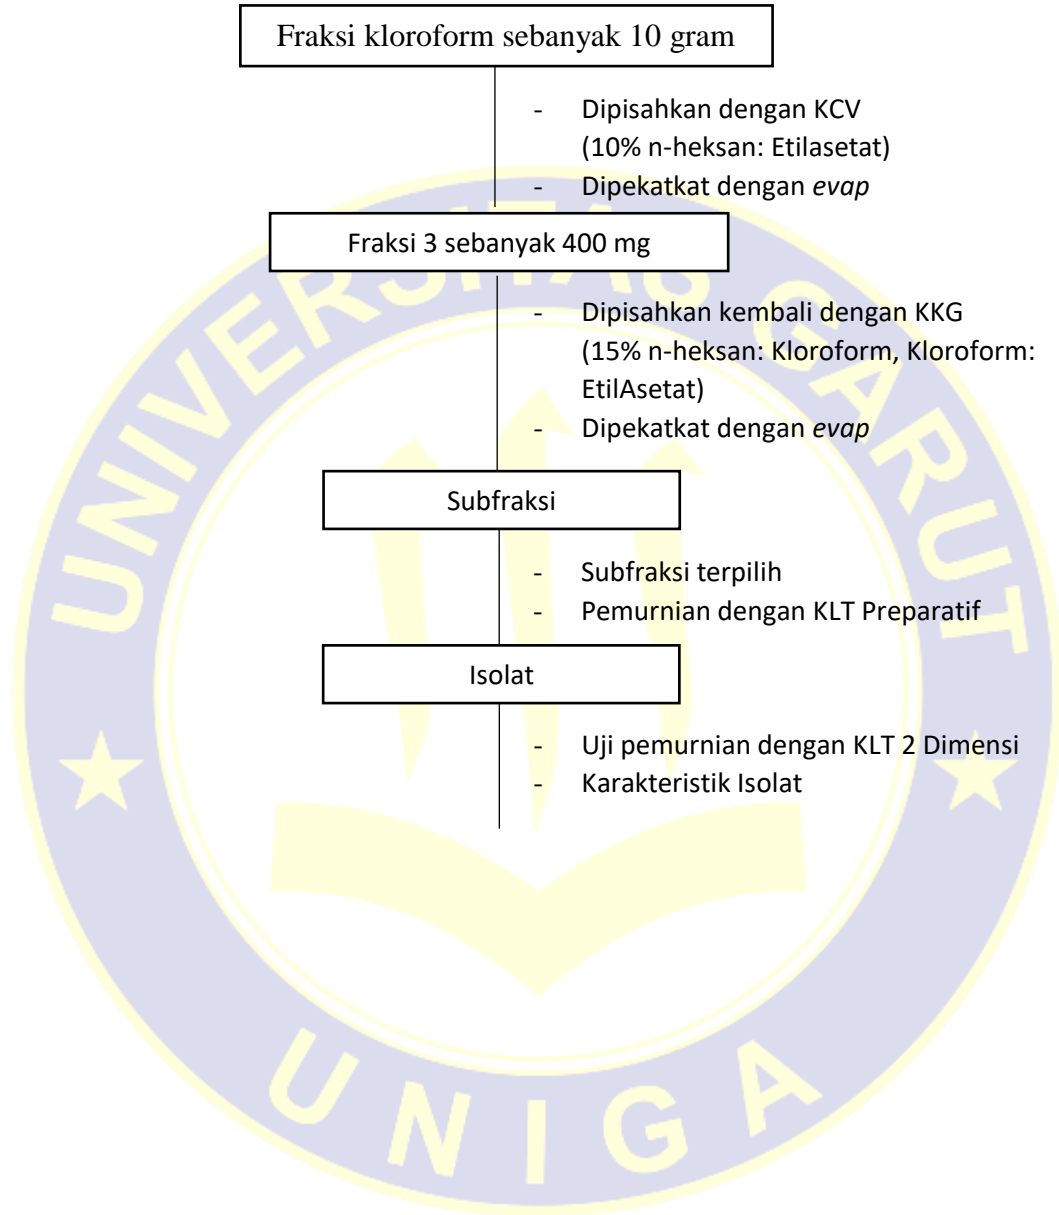 Fraksi kloroform sebanyak 10 gram
- Dipisahkan dengan KCV
(10% n-heksan: Etilasetat)
- Dipekatkat dengan evap
Fraksi 3 sebanyak 400 mg
- Dipisahkan kembali dengan KKG
(15% n-heksan: Kloroform, Kloroform:
EtilAsetat)
- Dipekatkat dengan evap
Subfraksi
- Subfraksi terpilih
- Pemurnian dengan KLT Preparatif
Isolat
- Uji pemurnian dengan KLT 2 Dimensi
- Karakteristik Isolat
UNIVERSITAS GARUT
UNIGA